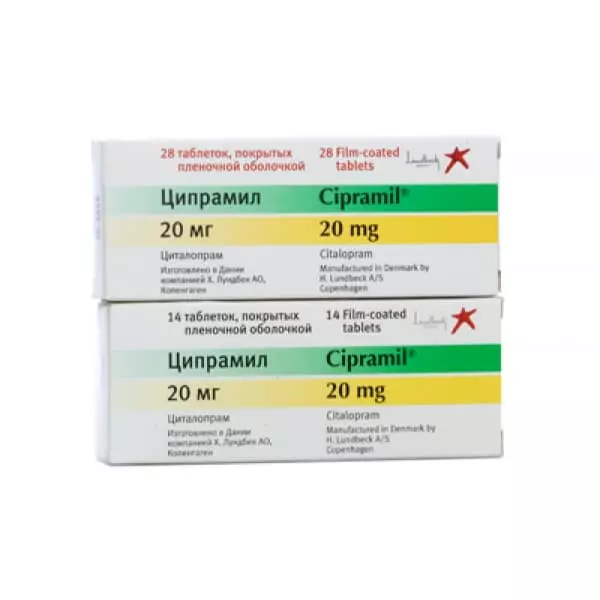 28 таблеток, покрытых
пленочной оболочкой
28 Film-coated
tablets
Lundbeck
Ципрамил
Cipramil®
20 мг
20 mg
Циталопрам
Citalopram
Изготовлено в Дании
компанией Х. Лундбек АО,
Копенгаген
Manufactured in Denmark by
H. Lundbeck A/S
Copenhagen
14 таблеток, покрытых
пленочной оболочкой
14 Film-coated
tablets
Lundbeck
Ципрамил
Cipramil®
20 мг
20 mg
Циталопрам
Citalopram
Изготовлено в Дании
компанией Х. Лундбек АО,
Копенгаген
Manufactured in Denmark by
H. Lundbeck A/S
Copenhagen